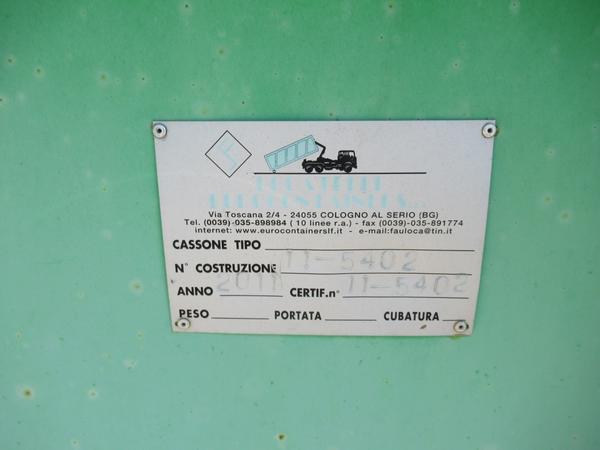 EUROCONTAINERS
Via Toscana 2/4 - 24055 COLOGNO AL SERIO (BG)
Tel. (0039)-035-898984 ( 10 linee r.a.) - fax (0039)-035-891774
internet: www.eurocontainerslf.it - e-mail:fauloca@tin.it
CASSONE TIPO
N° COSTRUZIONE 11-5402
ANNO 2011 CERTIF.n° 11-5402
PESO PORTATA CUBATURA